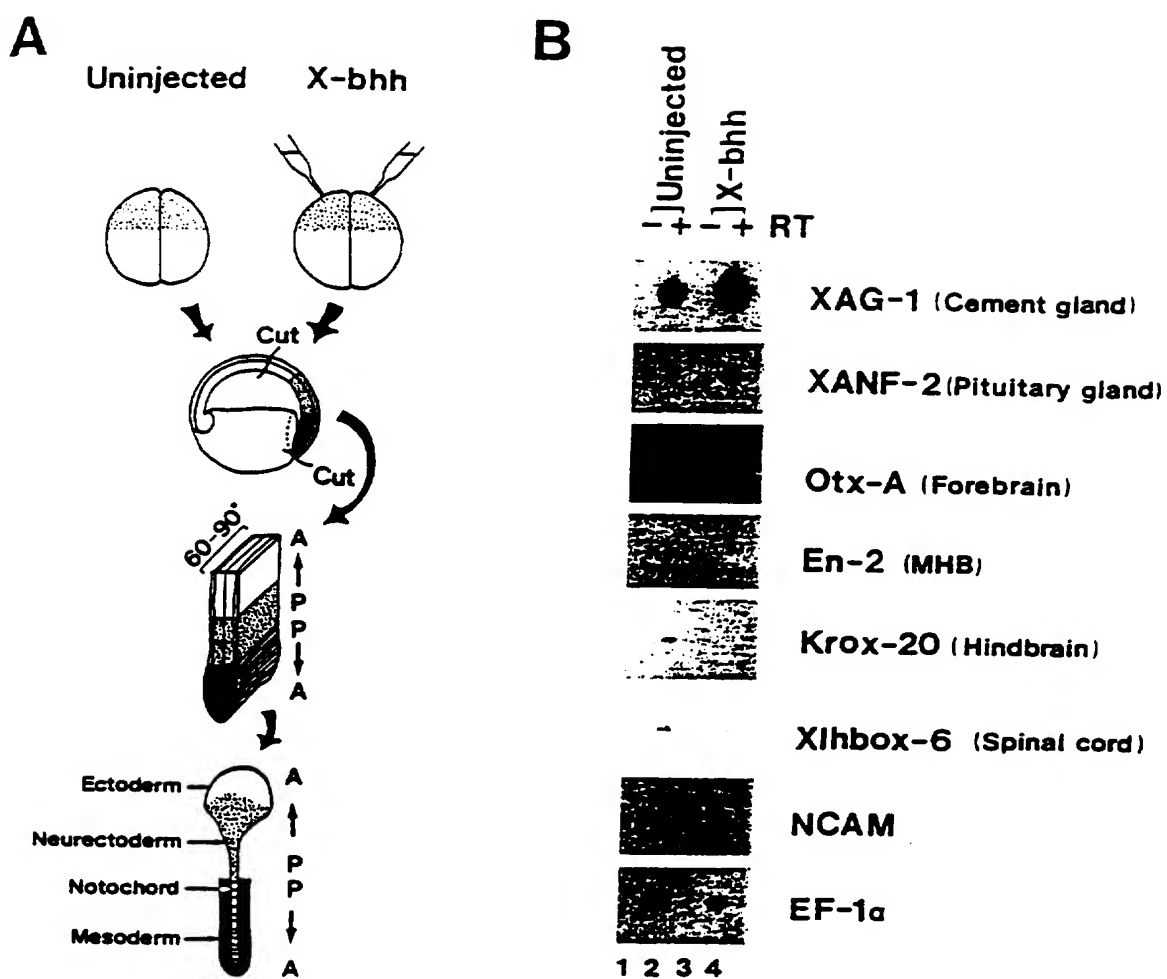 A
Uninjected X-bhh
Cut
Cut
60-90°
A
P
P
A
Ectoderm
Neurectoderm
Notochord
Mesoderm
A
P
P
A
B
Uninjected
X-bhh
- + - + RT
XAG-1 (Cement gland)
XANF-2 (Pituitary gland)
Otx-A (Forebrain)
En-2 (MHB)
Krox-20 (Hindbrain)
Xlhbox-6 (Spinal cord)
NCAM
EF-1α
1 2 3 4